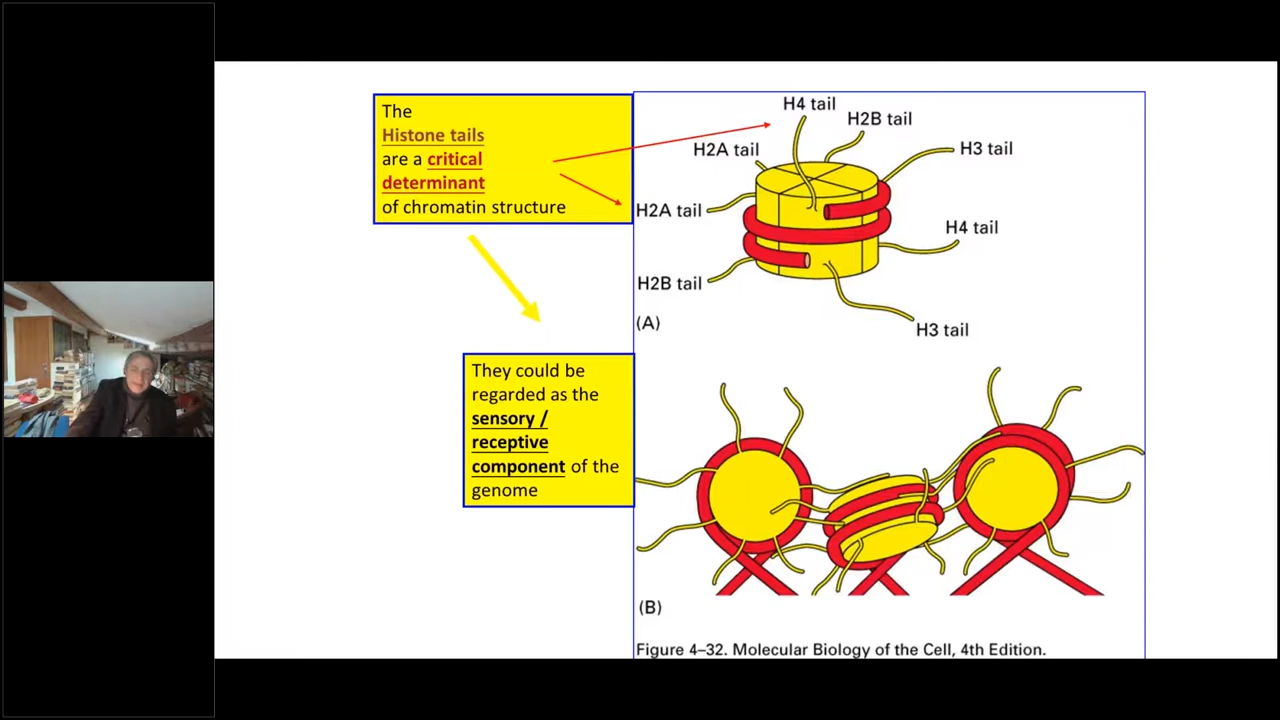 The
Histone tails
are a critical
determinant
of chromatin structure
They could be
regarded as the
sensory /
receptive
component of the
genome
H4 tail
H2B tail
H2A tail
H3 tail
H2A tail
H4 tail
H2B tail
(A)
H3 tail
(B)
Figure 4–32. Molecular Biology of the Cell, 4th Edition.